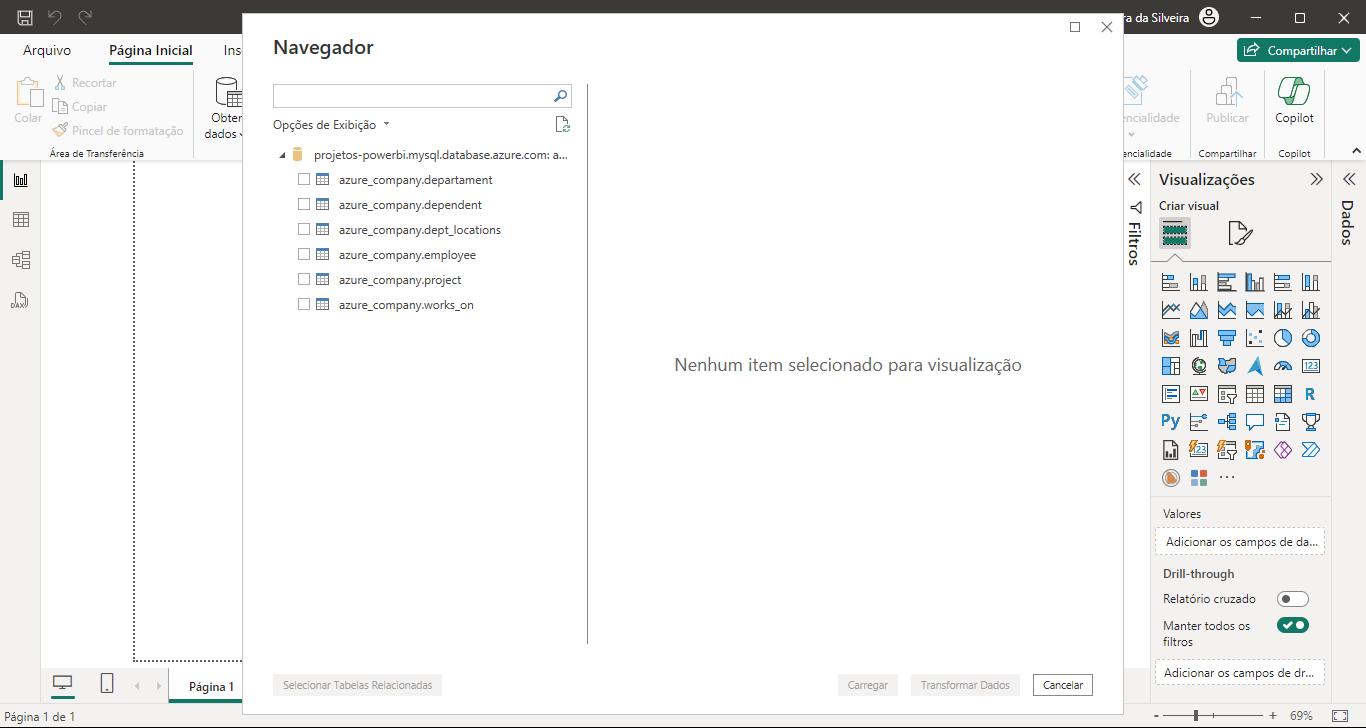 ra da Silveira
Arquivo
Página Inicial
Ins
Compartilhar
Colar
Recortar
Copiar
Pincel de formatação
Área de Transferência
Obter
dados
Navegador
Opções de Exibição
projetos-powerbi.mysql.database.azure.com: a...
azure_company.departament
azure_company.dependent
azure_company.dept_locations
azure_company.employee
azure_company.project
azure_company.works_on
Nenhum item selecionado para visualização
Selecionar Tabelas Relacionadas
Carregar
Transformar Dados
Cancelar
encialidade
encialidade
Publicar
Compartilhar
Copilot
Copilot
Filtros
Visualizações
Criar visual
123
R
Py
123
...
Valores
Adicionar os campos de da...
Drill-through
Relatório cruzado
Manter todos os
filtros
Adicionar os campos de dr...
Dados
DAX
Página 1
Página 1 de 1
- + 69%